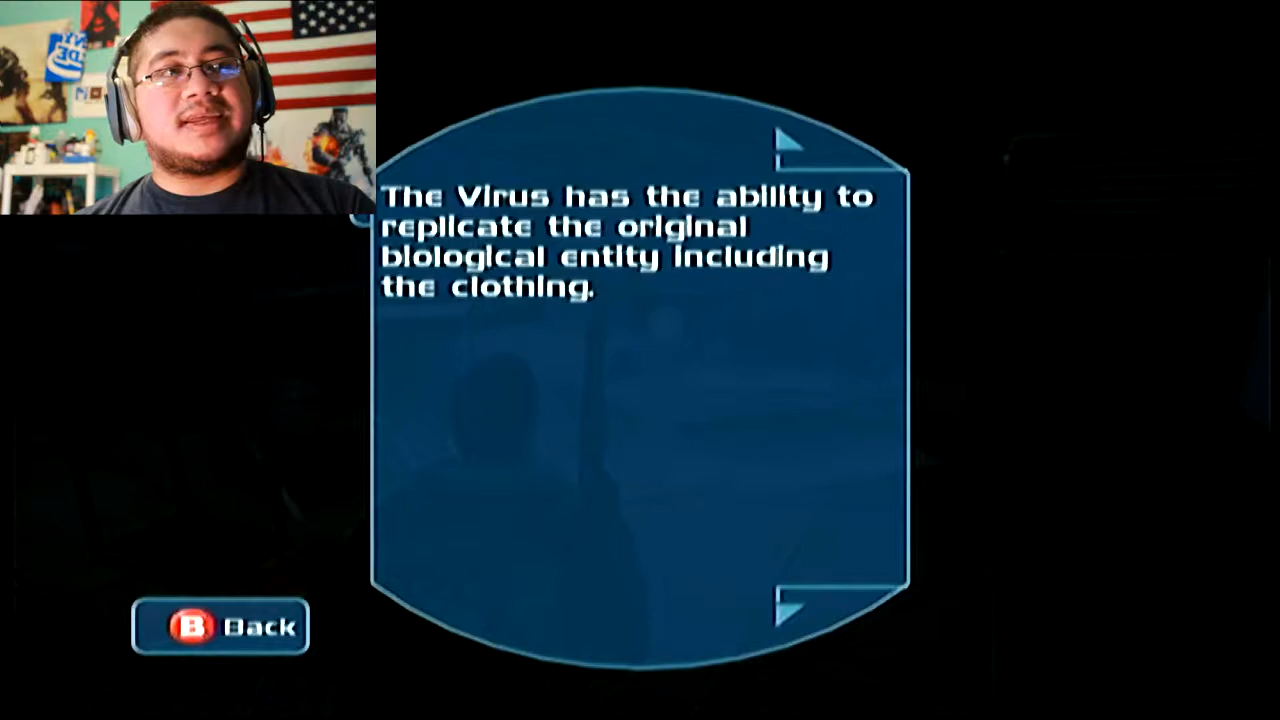 The Virus has the ability to
replicate the original
biological entity including
the clothing.
B Back